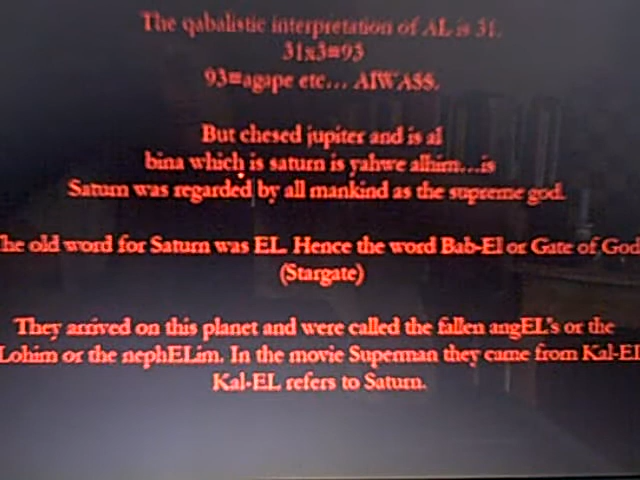 The qabalistic interpretation of AL is 31.
31x3=93
93=agape etc... AIWASS.
But chesed jupiter and is al
bina which is saturn is yahwe alhim...is
Saturn was regarded by all mankind as the supreme god.
he old word for Saturn was EL. Hence the word Bab-El or Gate of God
(Stargate)
They arrived on this planet and were called the fallen angEL's or the
Lohim or the nephELim. In the movie Superman they came from Kal-EL
Kal-EL refers to Saturn.